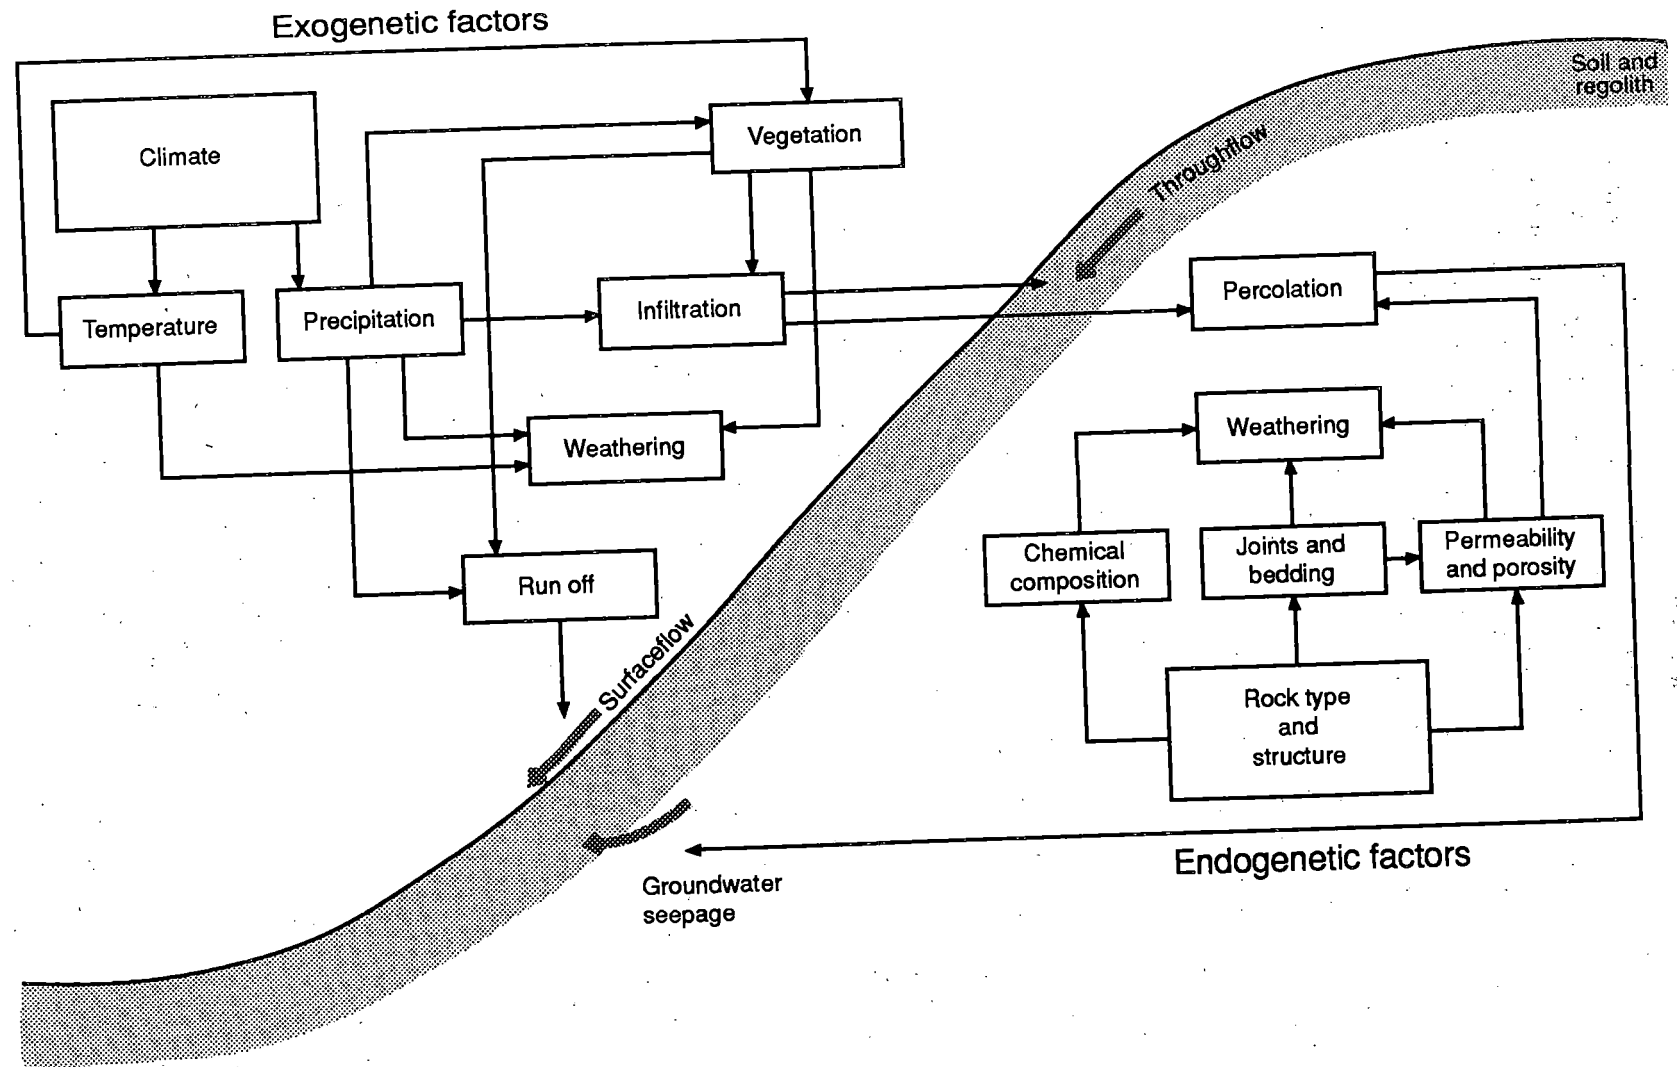 Exogenetic factors
Soil and
regolith
Climate
Vegetation
Throughflow
Temperature
Precipitation
Infiltration
Percolation
Weathering
Weathering
Run off
Chemical
composition
Joints and
bedding
Permeability
and porosity
Surfaceflow
Rock type
and
structure
Endogenetic factors
Groundwater
seepage